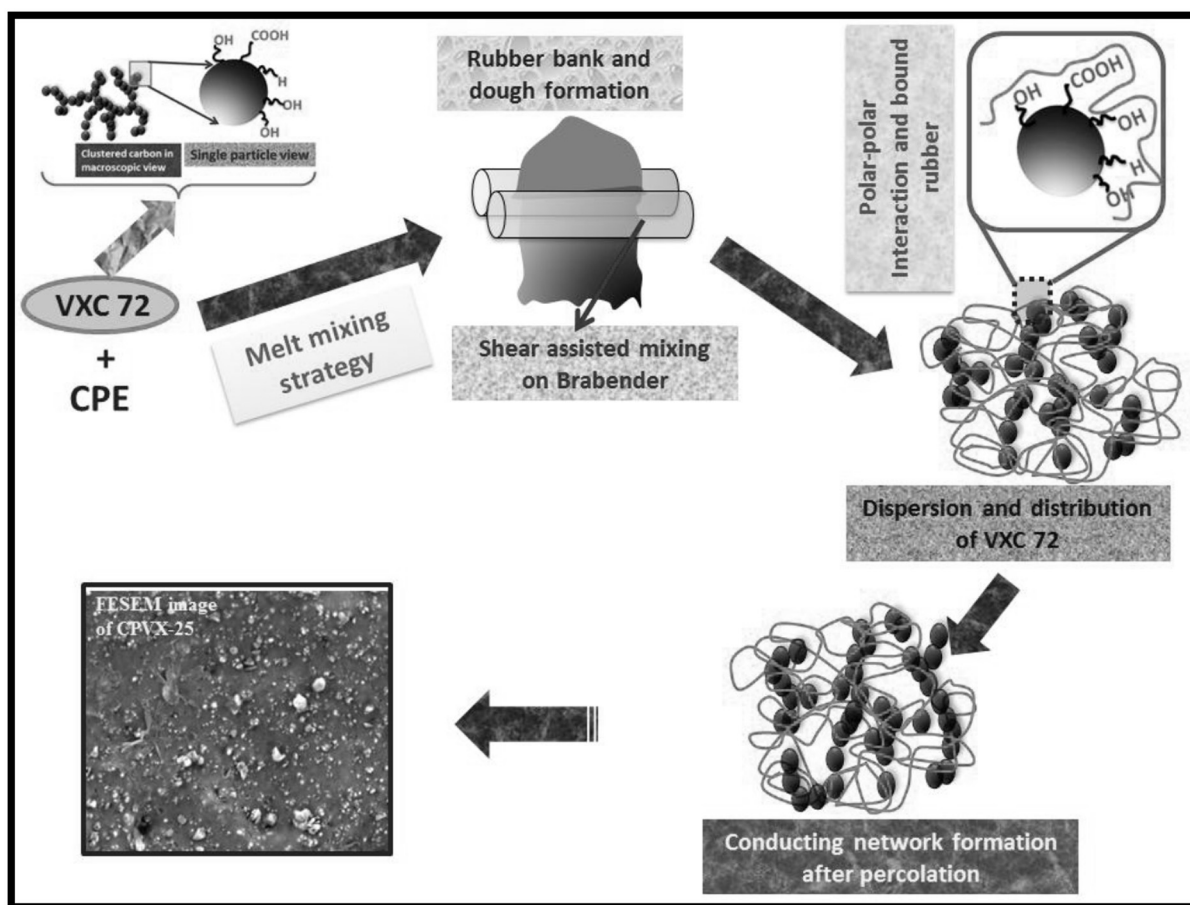 OH
COOH
H
OH
OH
Clustered carbon in
macroscopic view
Single particle view
VXC 72
+
CPE
Melt mixing
strategy
Rubber bank and
dough formation
Shear assisted mixing
on Brabender
Polar-polar
Interaction and bound
rubber
OH
COOH
OH
H
OH
Dispersion and distribution
of VXC 72
Conducting network formation
after percolation
FESEM image
of CPVX-25